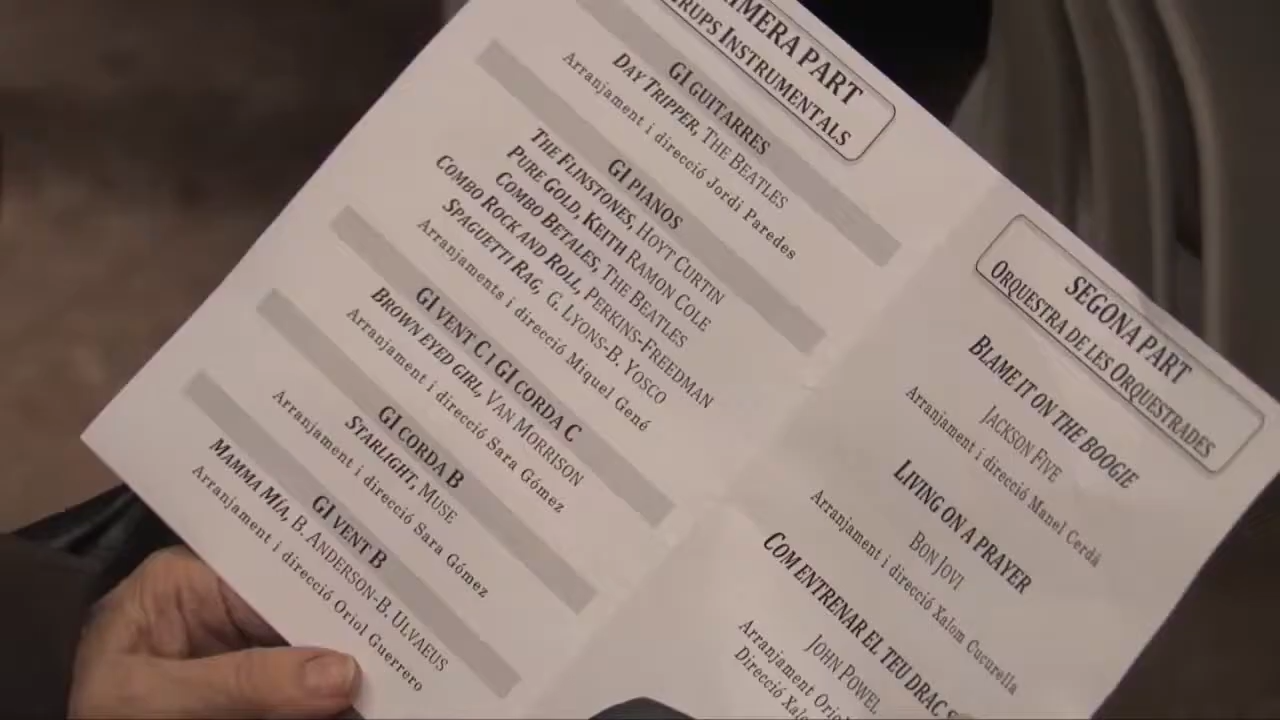 PART
INSTRUMENTALS
GI GUITARRES
DAY TRIPPER, THE BEATLES
Arranjament i direcció Jordi Paredes
GI PIANOS
THE FLINSTONES, HOYT CURTIN
PURE GOLD, KEITH RAMON COLE
COMBO BETALES, THE BEATLES
COMBO ROCK AND ROLL, PERKINS-FREEDMAN
SPAGUETTI RAG, G. LYONS-B. YOSCO
Arranjaments i direcció Miquel Gené
GI VENT C I GI CORDA C
BROWN EYED GIRL, VAN MORRISON
Arranjament i direcció Sara Gómez
GI CORDA B
STARLIGHT, MUSE
Arranjament i direcció Sara Gómez
GI VENT B
MAMMA MÍA, B. ANDERSON-B. ULVAEUS
Arranjament i direcció Oriol Guerrero
SEGONA PART
ORQUESTRA DE LES ORQUESTRADES
BLAME IT ON THE BOOGIE
JACKSON FIVE
Arranjament i direcció Manel Cerdá
LIVING ON A PRAYER
BON JOVI
Arranjament i direcció Xalom Cucurella
COM ENTRENAR EL TEU DRAC
JOHN POWEL
Arranjament
Direcció